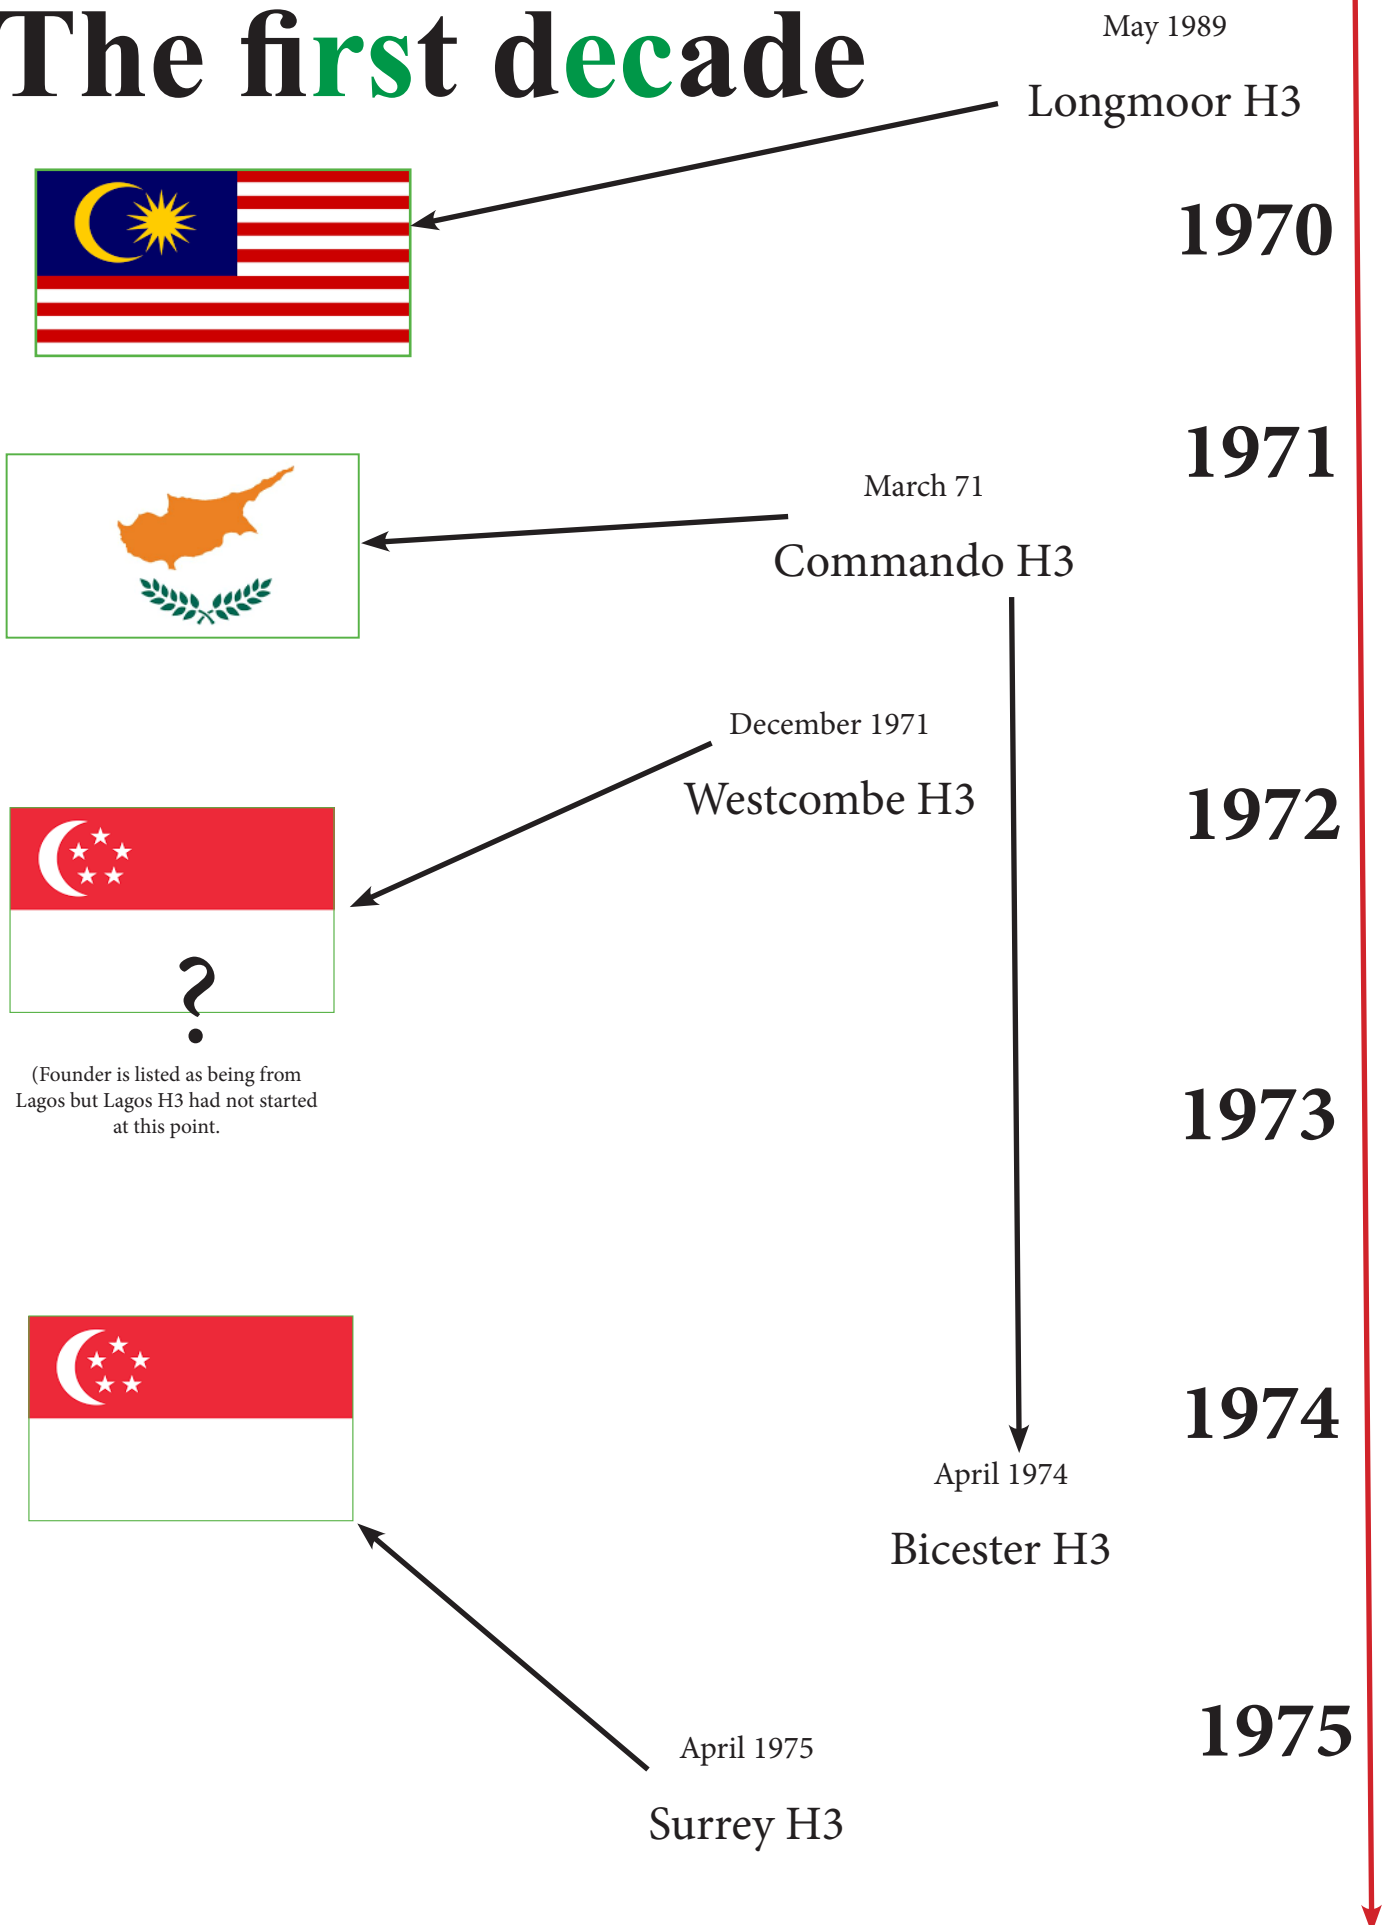 The first decade
May 1989
Longmoor H3
1970
1971
March 71
Commando H3
December 1971
Westcombe H3
1972
?
(Founder is listed as being from
Lagos but Lagos H3 had not started
at this point.
1973
1974
April 1974
Bicester H3
1975
April 1975
Surrey H3